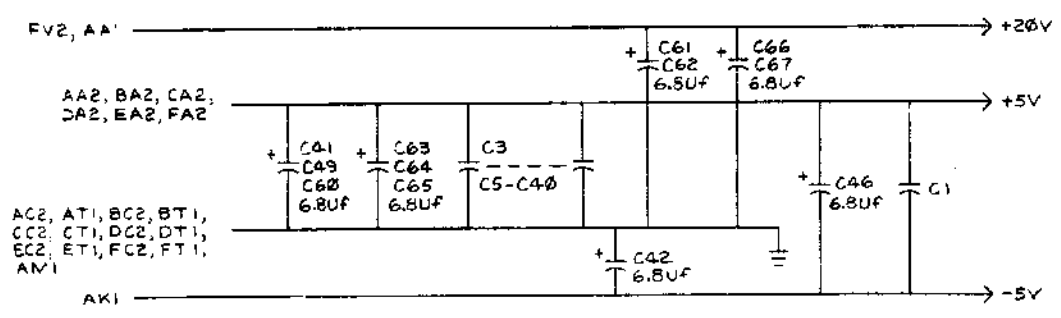 FV2, AA1
+20V
+ C61
C62
6.8Uf
+ C66
C67
6.8Uf
AA2, BA2, CA2,
DA2, EA2, FA2
+5V
+ C41
C49
C60
6.8Uf
+ C63
C64
C65
6.8Uf
C3
C5-C40
+ C46
6.8Uf
C1
AC2, AT1, BC2, BT1,
CC2, CT1, DC2, DT1,
EC2, ET1, FC2, FT1,
AM1
+ C42
6.8Uf
AK1
-5V